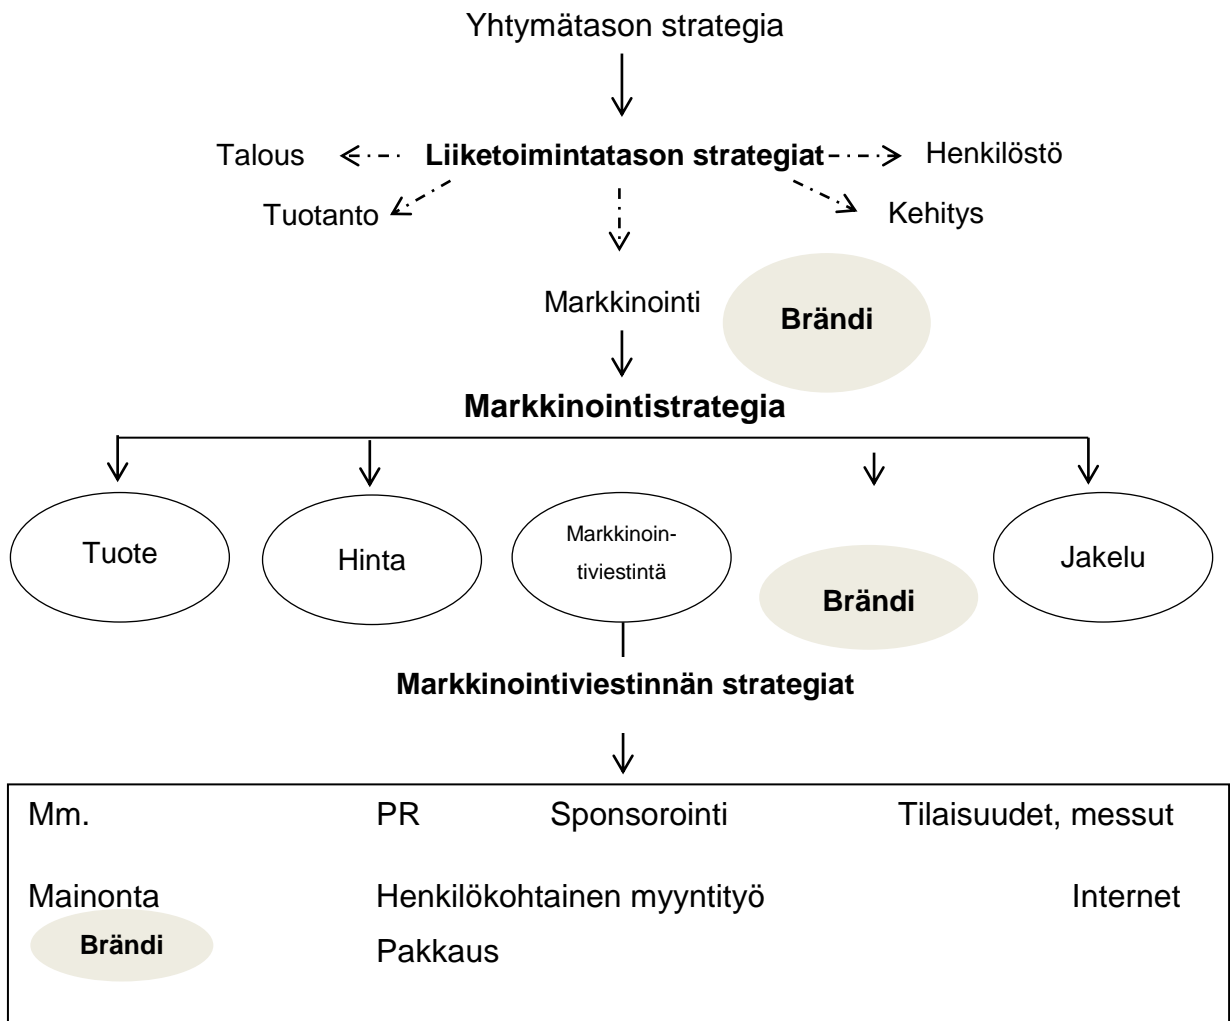 Yhtymätason strategia
Talous Liiketoimintatason strategiat Henkilöstö
Tuotanto Kehitys
Markkinointi Brändi
Markkinointistrategia
Tuote Hinta Markkinoin-
tiviestintä Brändi Jakelu
Markkinointiviestinnän strategiat
Mm. PR Sponsorointi Tilaisuudet, messut
Mainonta Henkilökohtainen myyntityö Internet
Brändi Pakkaus